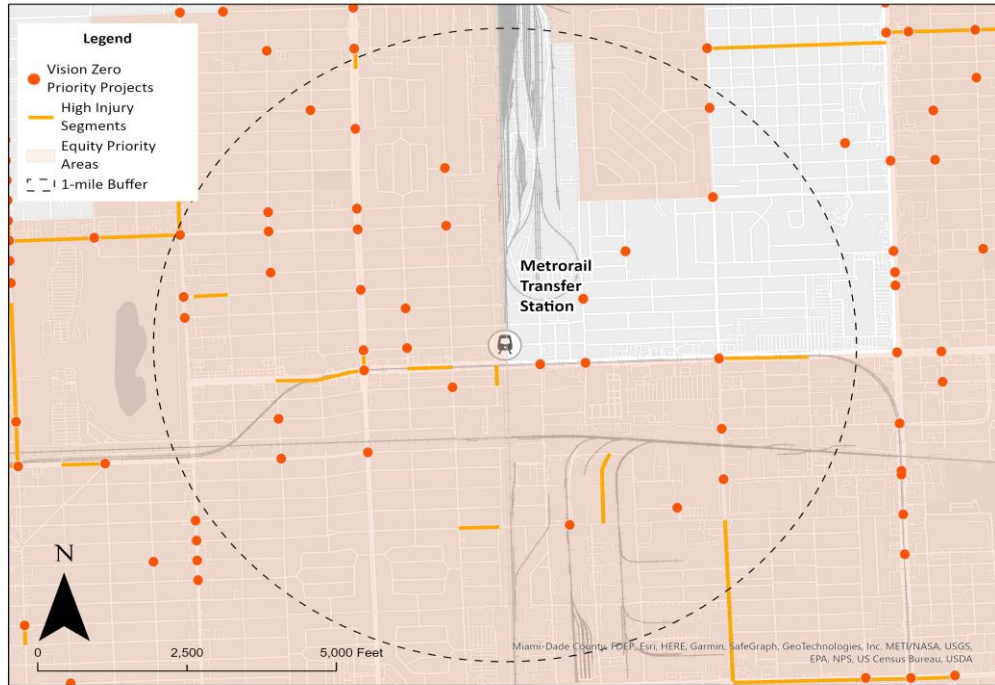 Legend
Vision Zero
Priority Projects
High Injury
Segments
Equity Priority
Areas
1-mile Buffer
Metrorail
Transfer
Station
N
0 2,500 5,000 Feet
Miami-Dade County, FDEP, Esri, HERE, Garmin, SafeGraph, GeoTechnologies, Inc, METI/NASA, USGS,
EPA, NPS, US Census Bureau, USDA